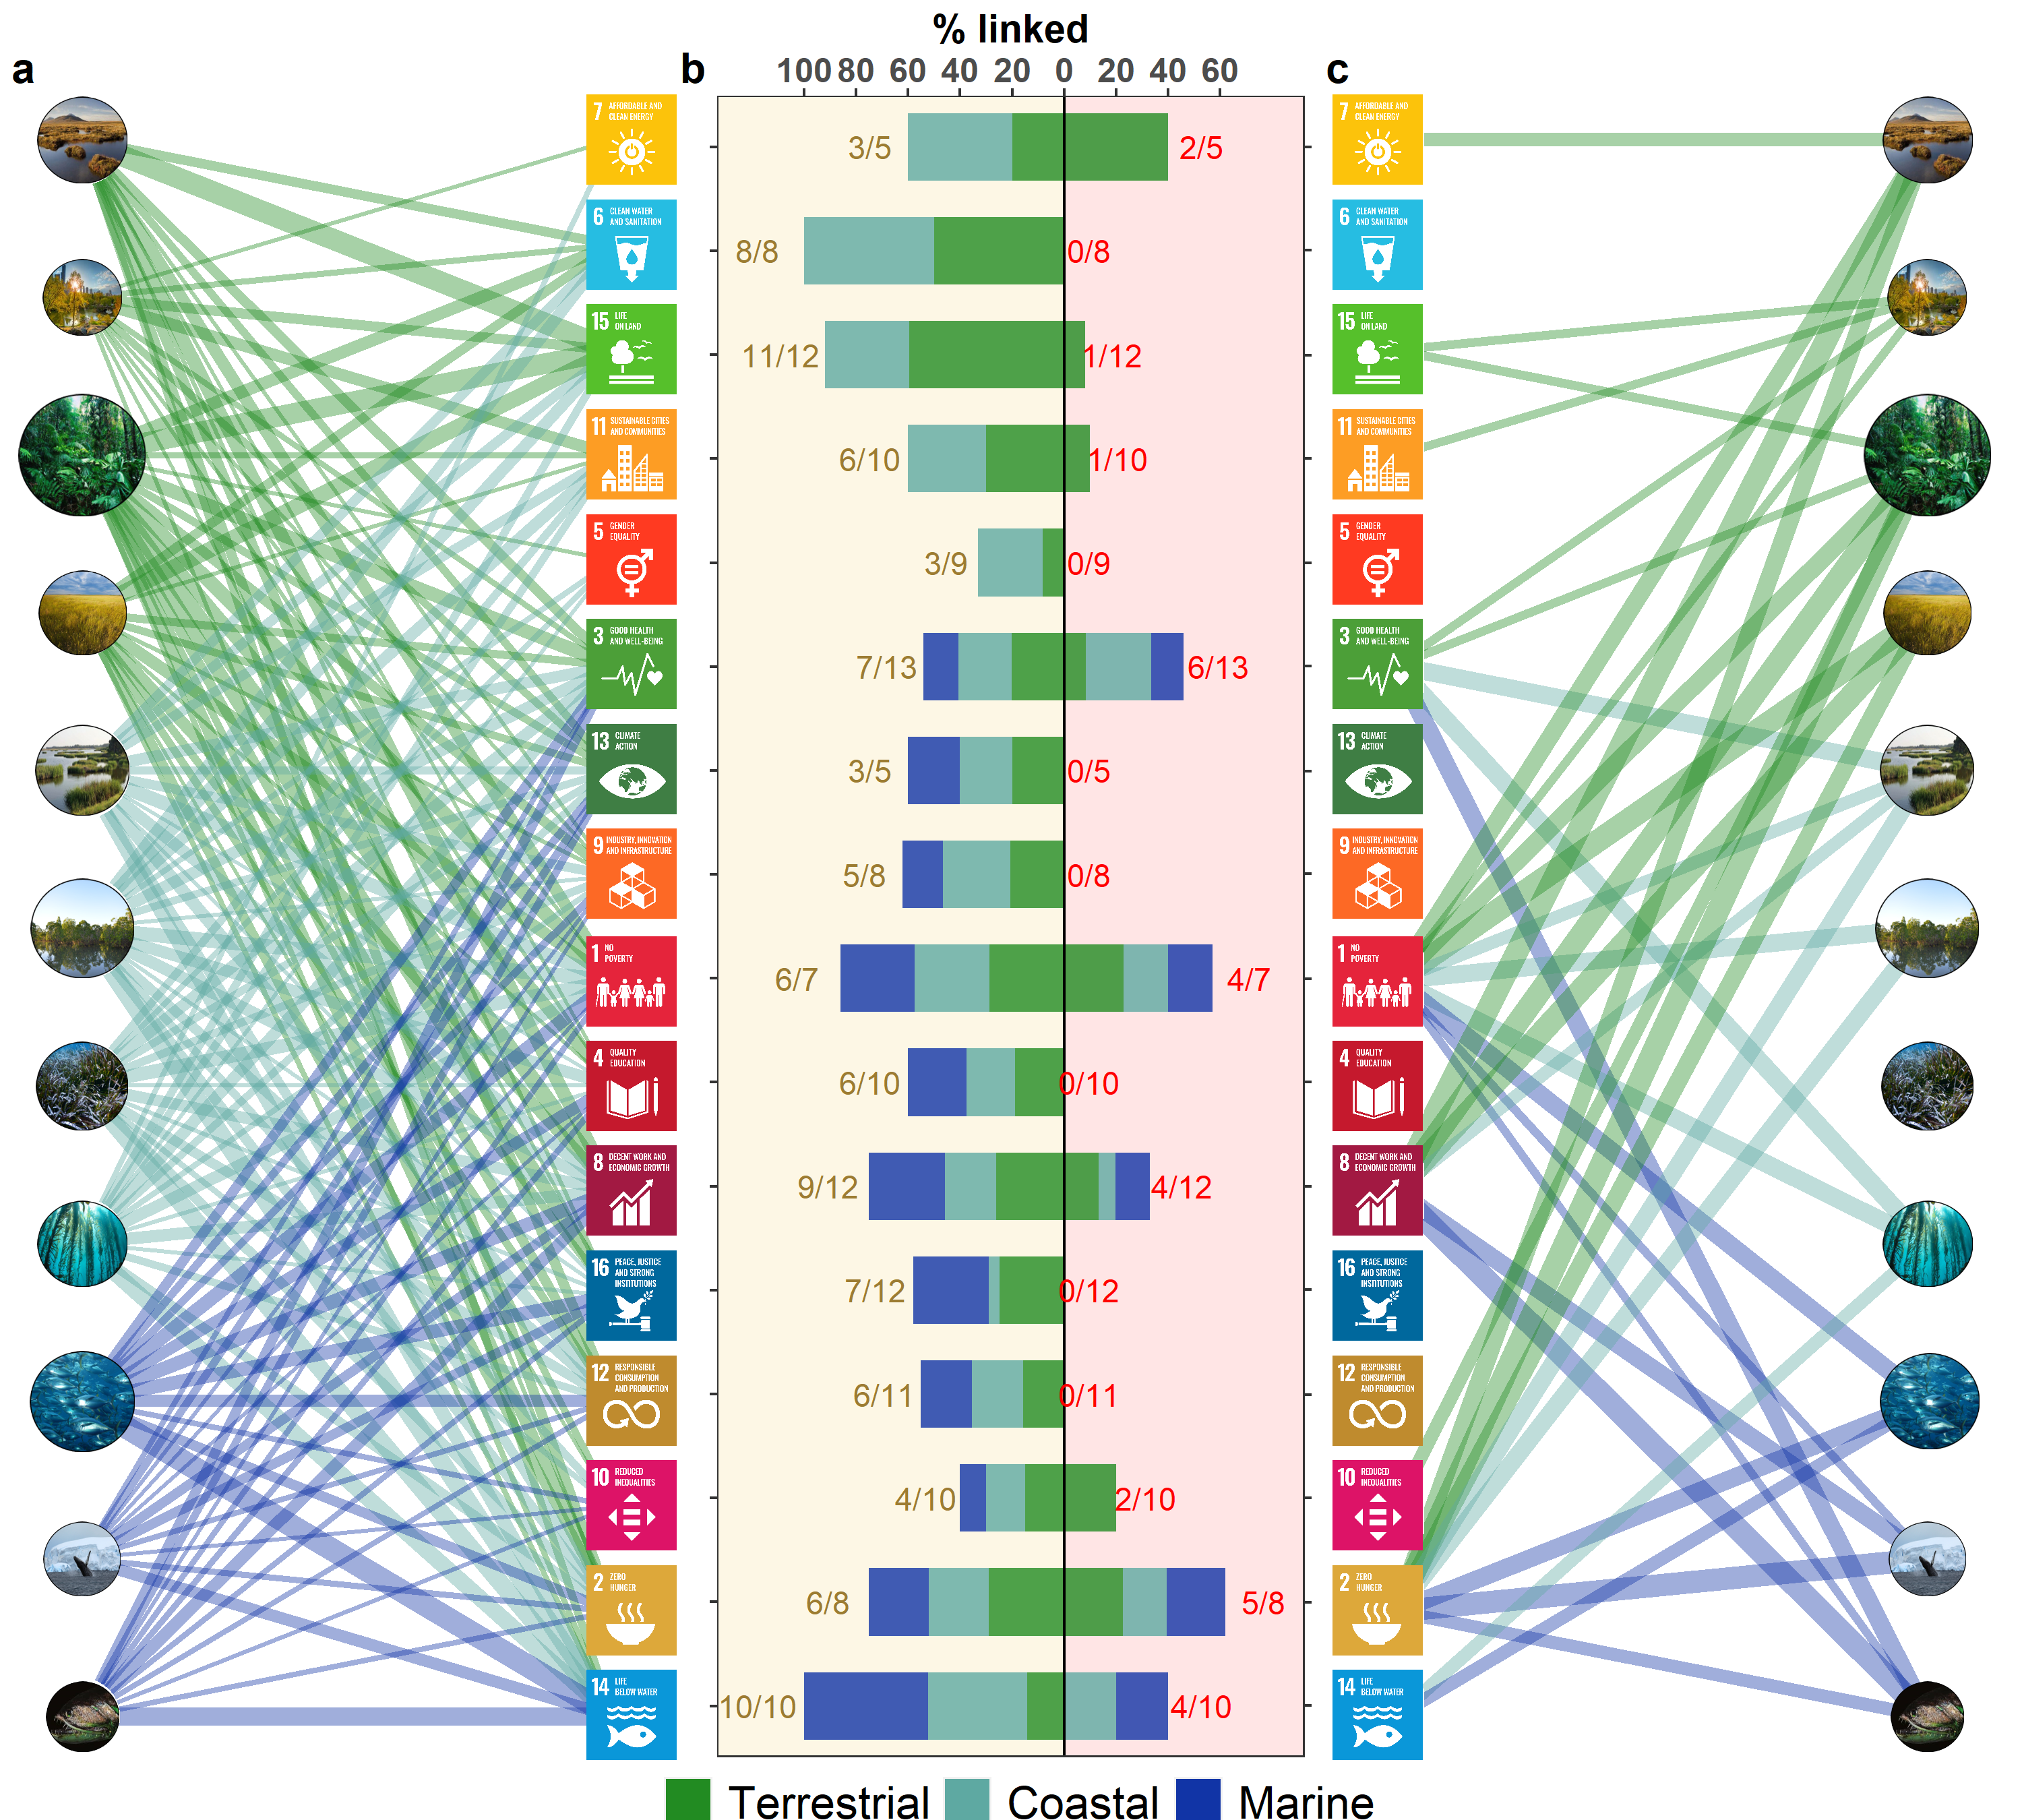 % linked
a
b
100 80 60 40 20 0 20 40 60
c
7 AFFORDABLE AND
CLEAN ENERGY
3/5
2/5
7 AFFORDABLE AND
CLEAN ENERGY
6 CLEAN WATER
AND SANITATION
8/8
0/8
6 CLEAN WATER
AND SANITATION
15 LIFE
ON LAND
11/12
1/12
15 LIFE
ON LAND
11 SUSTAINABLE CITIES
AND COMMUNITIES
6/10
1/10
11 SUSTAINABLE CITIES
AND COMMUNITIES
5 GENDER
EQUALITY
3/9
0/9
5 GENDER
EQUALITY
3 GOOD HEALTH
AND WELL-BEING
7/13
6/13
3 GOOD HEALTH
AND WELL-BEING
13 CLIMATE
ACTION
3/5
0/5
13 CLIMATE
ACTION
9 INDUSTRY, INNOVATION
AND INFRASTRUCTURE
5/8
0/8
9 INDUSTRY, INNOVATION
AND INFRASTRUCTURE
1 NO
POVERTY
6/7
4/7
1 NO
POVERTY
4 QUALITY
EDUCATION
6/10
0/10
4 QUALITY
EDUCATION
8 DECENT WORK AND
ECONOMIC GROWTH
9/12
4/12
8 DECENT WORK AND
ECONOMIC GROWTH
16 PEACE, JUSTICE
AND STRONG
INSTITUTIONS
7/12
0/12
16 PEACE, JUSTICE
AND STRONG
INSTITUTIONS
12 RESPONSIBLE
CONSUMPTION
AND PRODUCTION
6/11
0/11
12 RESPONSIBLE
CONSUMPTION
AND PRODUCTION
10 REDUCED
INEQUALITIES
4/10
2/10
10 REDUCED
INEQUALITIES
2 ZERO
HUNGER
6/8
5/8
2 ZERO
HUNGER
14 LIFE
BELOW WATER
10/10
4/10
14 LIFE
BELOW WATER
Terrestrial Coastal Marine